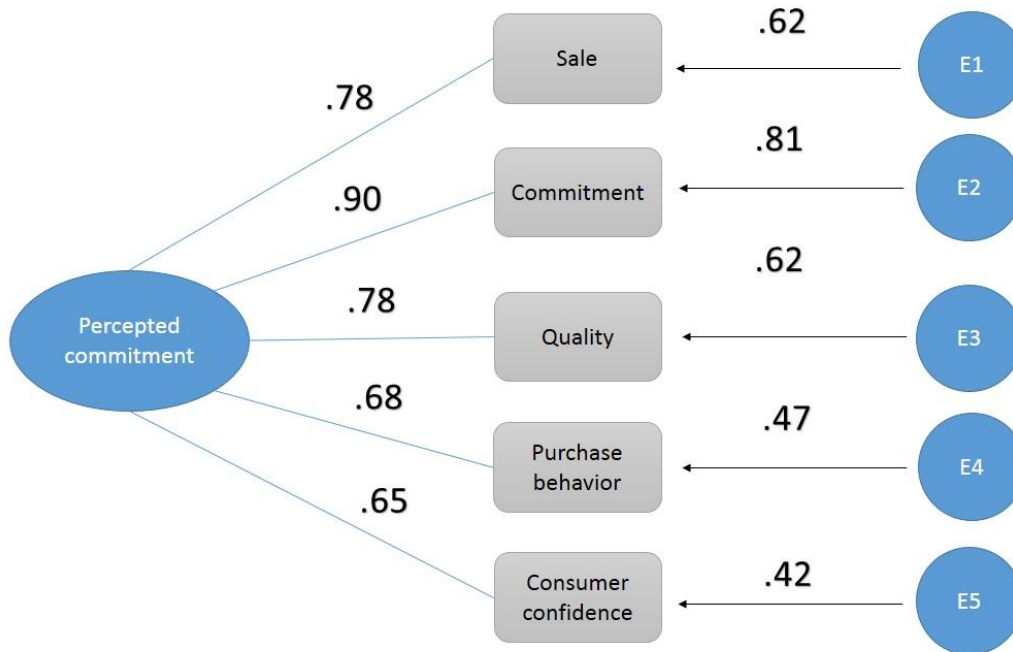 .62
Sale
E1
.78
.81
Commitment
E2
.90
.62
.78
Percepted
commitment
Quality
E3
.68
.47
Purchase
behavior
E4
.65
.42
Consumer
confidence
E5